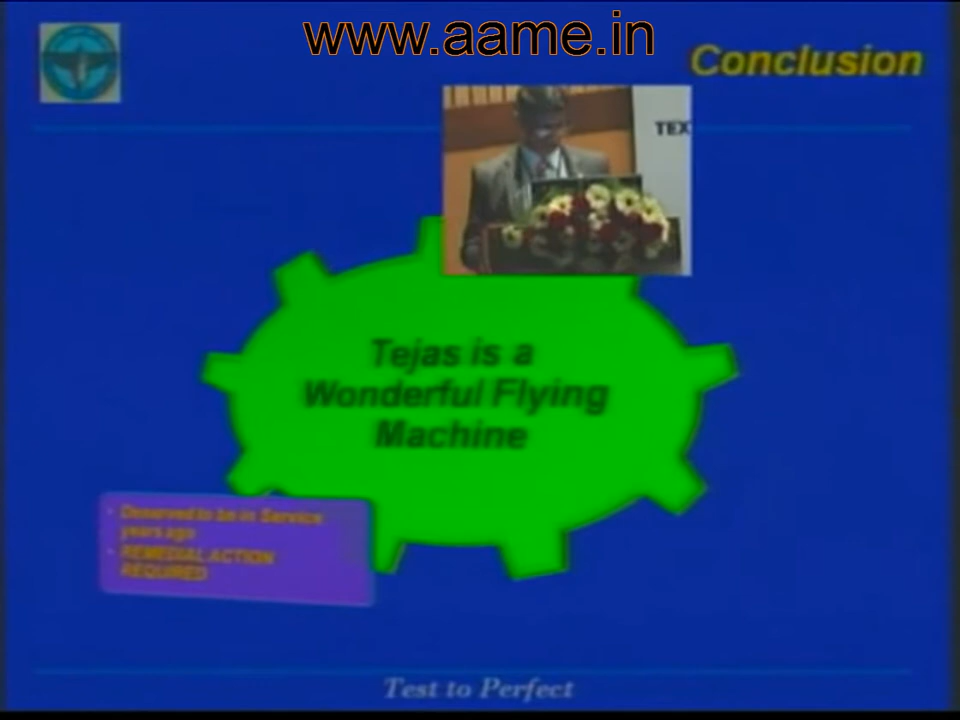 www.aame.in
Conclusion
TEX
Tejas is a
Wonderful Flying
Machine
Deserved to be in Service
years ago
REMEDIAL ACTION
REQUIRED
Test to Perfect